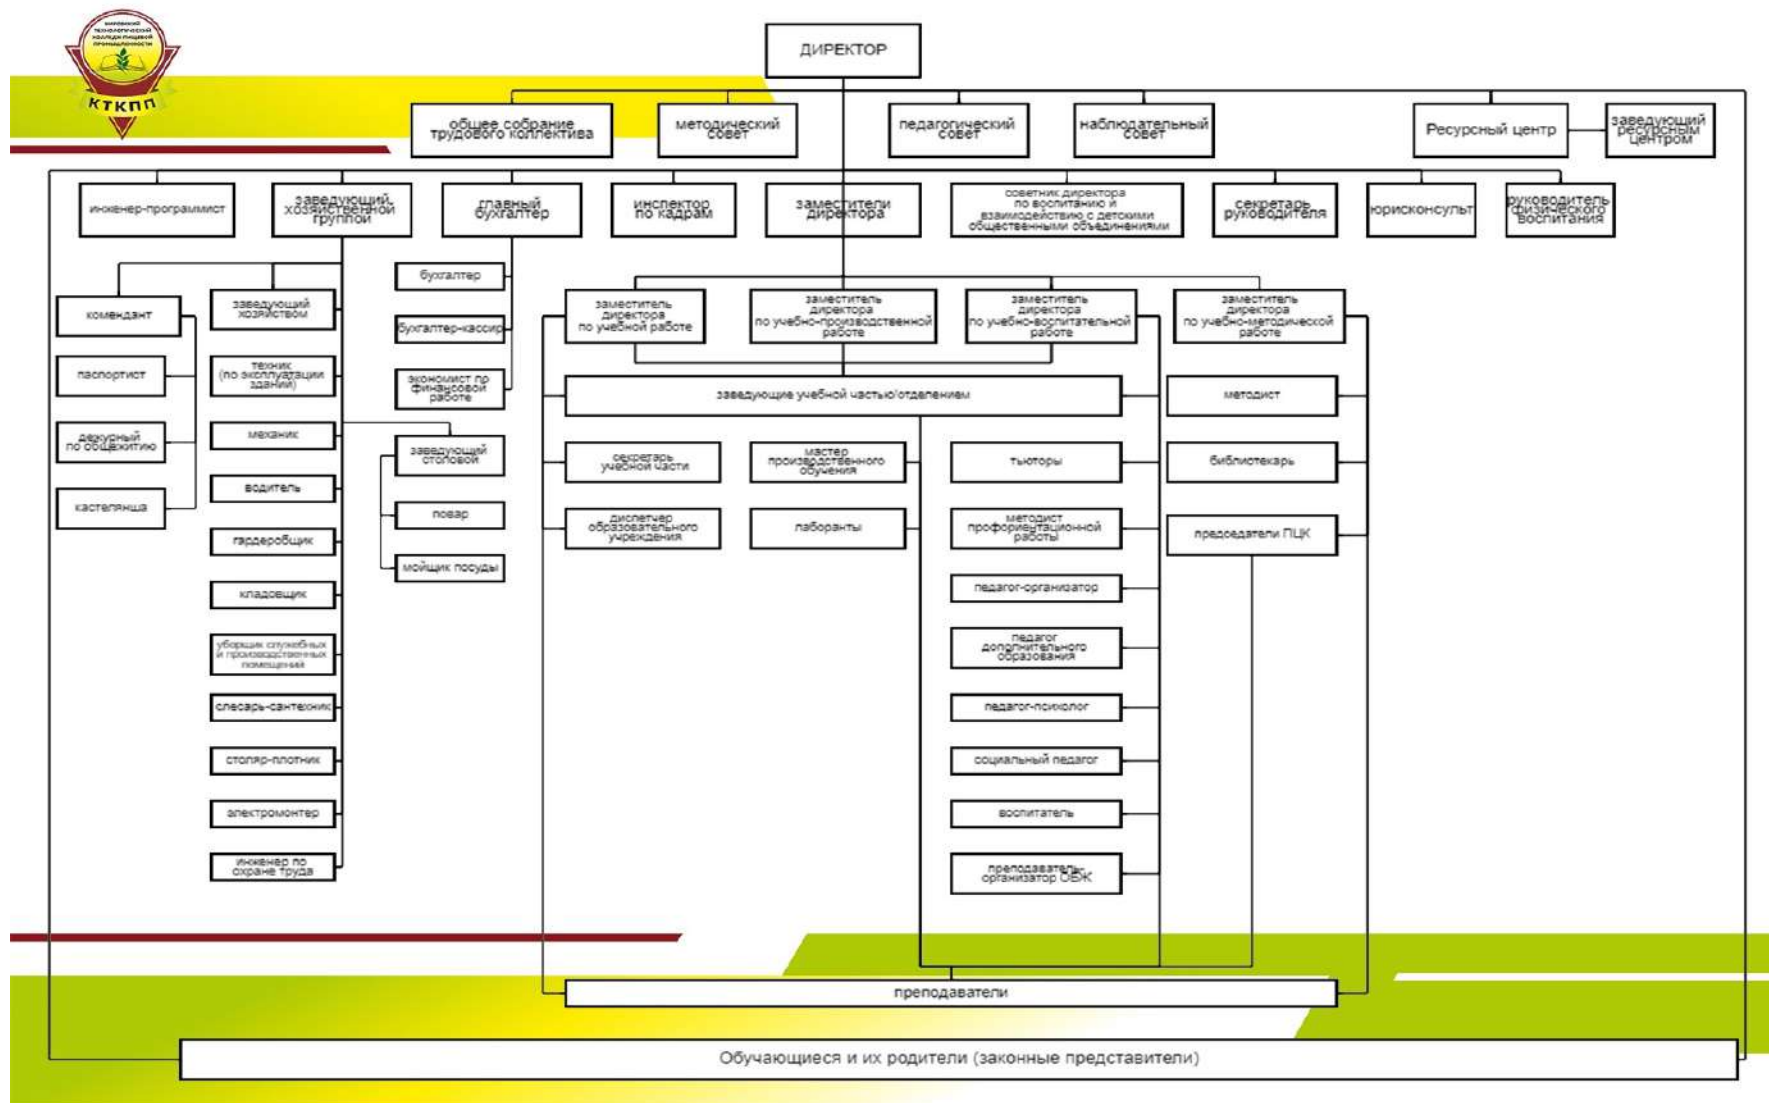 КИРОВСКИЙ
ТЕХНОЛОГИЧЕСКИЙ
КОЛЛЕДЖ ПИЩЕВОЙ
ПРОМЫШЛЕННОСТИ
КТКПП
ДИРЕКТОР
общее собрание
трудового коллектива
методический
совет
педагогический
совет
наблюдательный
совет
Ресурсный центр
заведующий
ресурсным
центром
инженер-программист
заведующий
хозяйственной
группой
главный
бухгалтер
инспектор
по кадрам
заместители
директора
советник директора
по воспитанию и
взаимодействию с детскими
общественными объединениями
секретарь
руководителя
юрисконсульт
руководитель
физического
воспитания
комендант
паспортист
дежурный
по общежитию
кастелянша
заведующий
хозяйством
техник
(по эксплуатации
зданий)
механик
водитель
гардеробщик
кладовщик
уборщик служебных
и производственных
помещений
слесарь-сантехник
столяр-плотник
электромонтер
инженер по
охране труда
бухгалтер
бухгалтер-кассир
экономист по
финансовой
работе
заведующий
столовой
повар
мойщик посуды
заместитель
директора
по учебной работе
заместитель
директора
по учебно-производственной
работе
заместитель
директора
по учебно-воспитательной
работе
заместитель
директора
по учебно-методической
работе
заведующие учебной частью/отделением
методист
секретарь
учебной части
мастер
производственного
обучения
тьюторы
библиотекарь
диспетчер
образовательного
учреждения
лаборанты
методист
профориентационной
работы
председатели ПЦК
педагог-организатор
педагог
дополнительного
образования
педагог-психолог
социальный педагог
воспитатель
преподаватель-
организатор ОБЖ
преподаватели
Обучающиеся и их родители (законные представители)